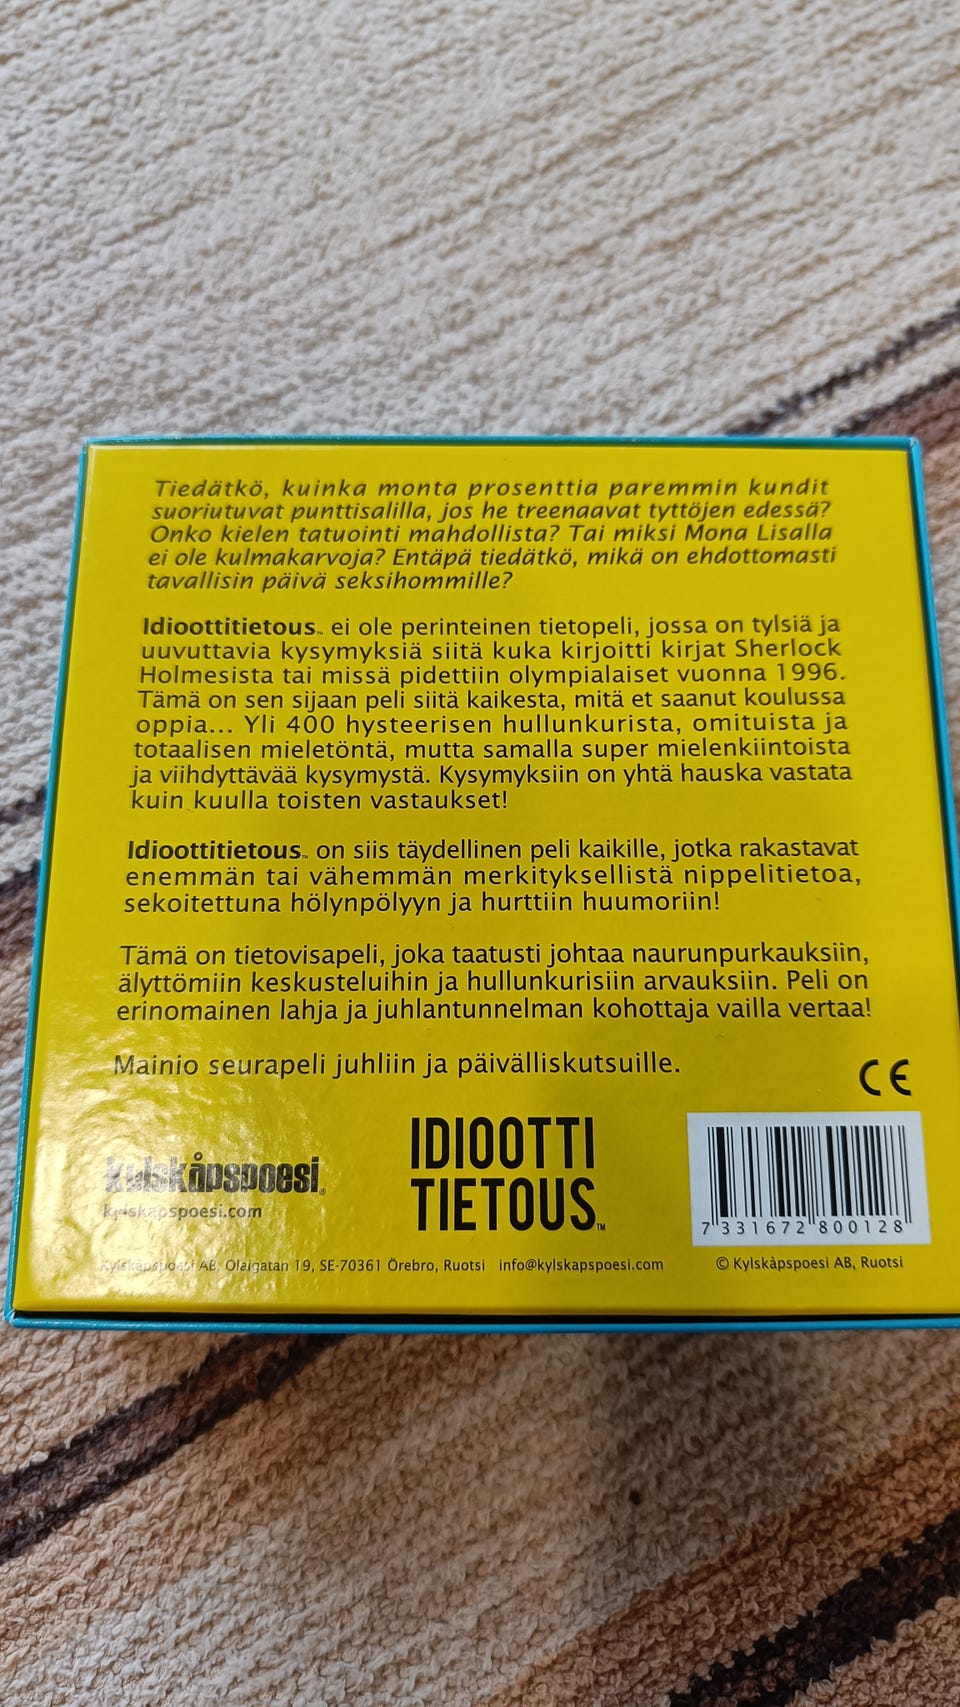 Tiedätkö, kuinka monta prosenttia paremmin kundit
suoriutuvat punttisalilla, jos he treenaavat tyttöjen edessä?
Onko kielen tatuointi mahdollista? Tai miksi Mona Lisalla
ei ole kulmakarvoja? Entäpä tiedätkö, mikä on ehdottomasti
tavallisin päivä seksihommille?
Idioottitietous™ ei ole perinteinen tietopeli, jossa on tylsiä ja
uuvuttavia kysymyksiä siitä kuka kirjoitti kirjat Sherlock
Holmesista tai missä pidettiin olympialaiset vuonna 1996.
Tämä on sen sijaan peli siitä kaikesta, mitä et saanut koulussa
oppia... Yli 400 hysteerisen hullunkurista, omituista ja
totaalisen mieletöntä, mutta samalla super mielenkiintoista
ja viihdyttävää kysymystä. Kysymyksiin on yhtä hauska vastata
kuin kuulla toisten vastaukset!
Idioottitietous™ on siis täydellinen peli kaikille, jotka rakastavat
enemmän tai vähemmän merkityksellistä nippelitietoa,
sekoitettuna hölynpölyyn ja hurttiin huumoriin!
Tämä on tietovisapeli, joka taatusti johtaa naurunpurkauksiin,
älyttömiin keskusteluihin ja hullunkurisiin arvauksiin. Peli on
erinomainen lahja ja juhlantunnelman kohottaja vailla vertaa!
Mainio seurapeli juhliin ja päivälliskutsuille.
CE
kylskåpspoesi®
kylskapspoesi.com
IDIOOTTI
TIETOUS™
7 331672 800128
Kylskåpspoesi AB, Olaigatan 19, SE-70361 Örebro, Ruotsi info@kylskapspoesi.com
© Kylskåpspoesi AB, Ruotsi